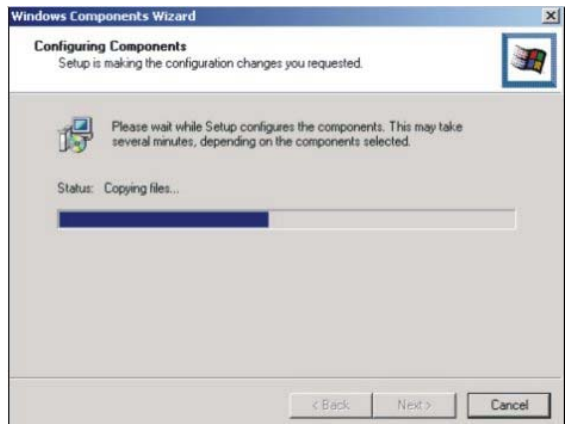 Windows Components Wizard
Configuring Components
Setup is making the configuration changes you requested.
Please wait while Setup configures the components. This may take
several minutes, depending on the components selected.
Status: Copying files...
< Back Next > Cancel